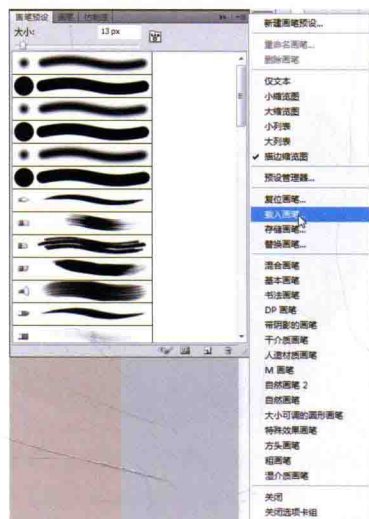 画笔预设 画笔 仿制源
大小: 13 px
新建画笔预设...
重命名画笔...
删除画笔
仅文本
小缩览图
大缩览图
小列表
大列表
✓ 描边缩览图
预设管理器...
复位画笔...
载入画笔...
存储画笔...
替换画笔...
混合画笔
基本画笔
书法画笔
DP 画笔
带阴影的画笔
干介质画笔
人造材质画笔
M 画笔
自然画笔 2
自然画笔
大小可调的圆形画笔
特殊效果画笔
方头画笔
粗画笔
湿介质画笔
关闭
关闭选项卡组